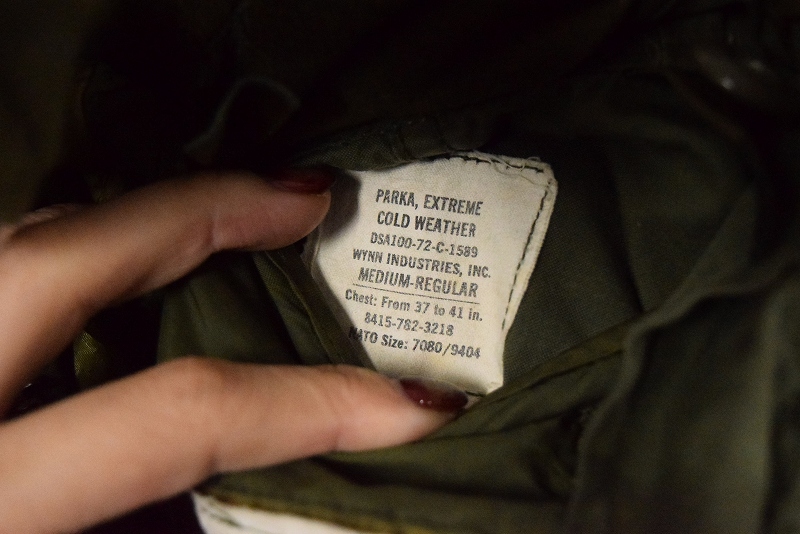 PARKA, EXTREME
COLD WEATHER
DSA100-72-C-1589
WYNN INDUSTRIES, INC.
MEDIUM-REGULAR
Chest: From 37 to 41 in.
8415-782-3218
NATO Size: 7080/9404